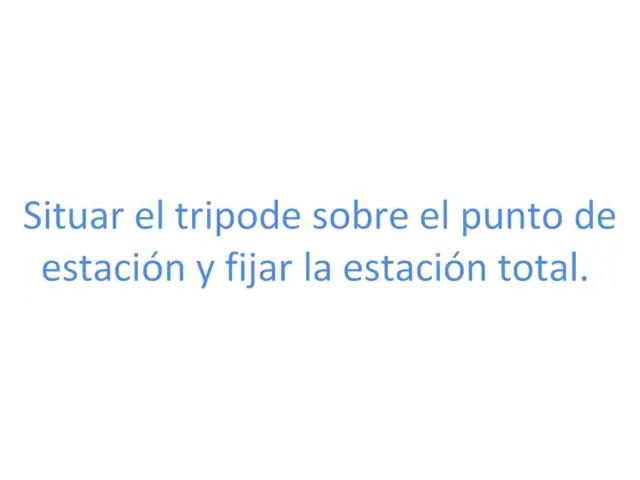 Situar el tripode sobre el punto de
estación y fijar la estación total.